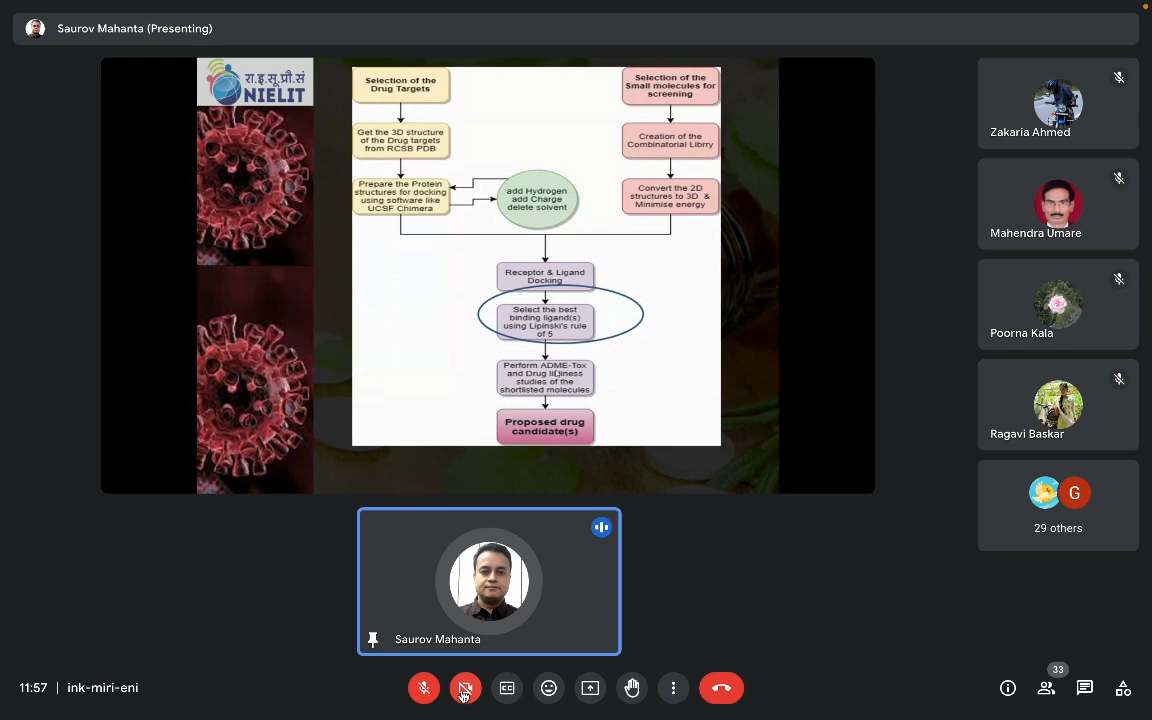 Saurov Mahanta (Presenting)
रा.इ.सू.प्रौ.सं
NIELIT
Selection of the
Drug Targets
Get the 3D structure
of the Drug targets
from RCSB PDB
Prepare the Protein
structures for docking
using software like
UCSF Chimera
add Hydrogen
add Charge
delete solvent
Selection of the
Small molecules for
screening
Creation of the
Combinatorial Librry
Convert the 2D
structures to 3D &
Minimise energy
Receptor & Ligand
Docking
Select the best
binding ligand(s)
using Lipinski's rule
of 5
Perform ADME-Tox
and Drug likliness
studies of the
shortlisted molecules
Proposed drug
candidate(s)
Zakaria Ahmed
Mahendra Umare
Poorna Kala
Ragavi Baskar
G
29 others
Saurov Mahanta
11:57 | ink-miri-eni
CC
33